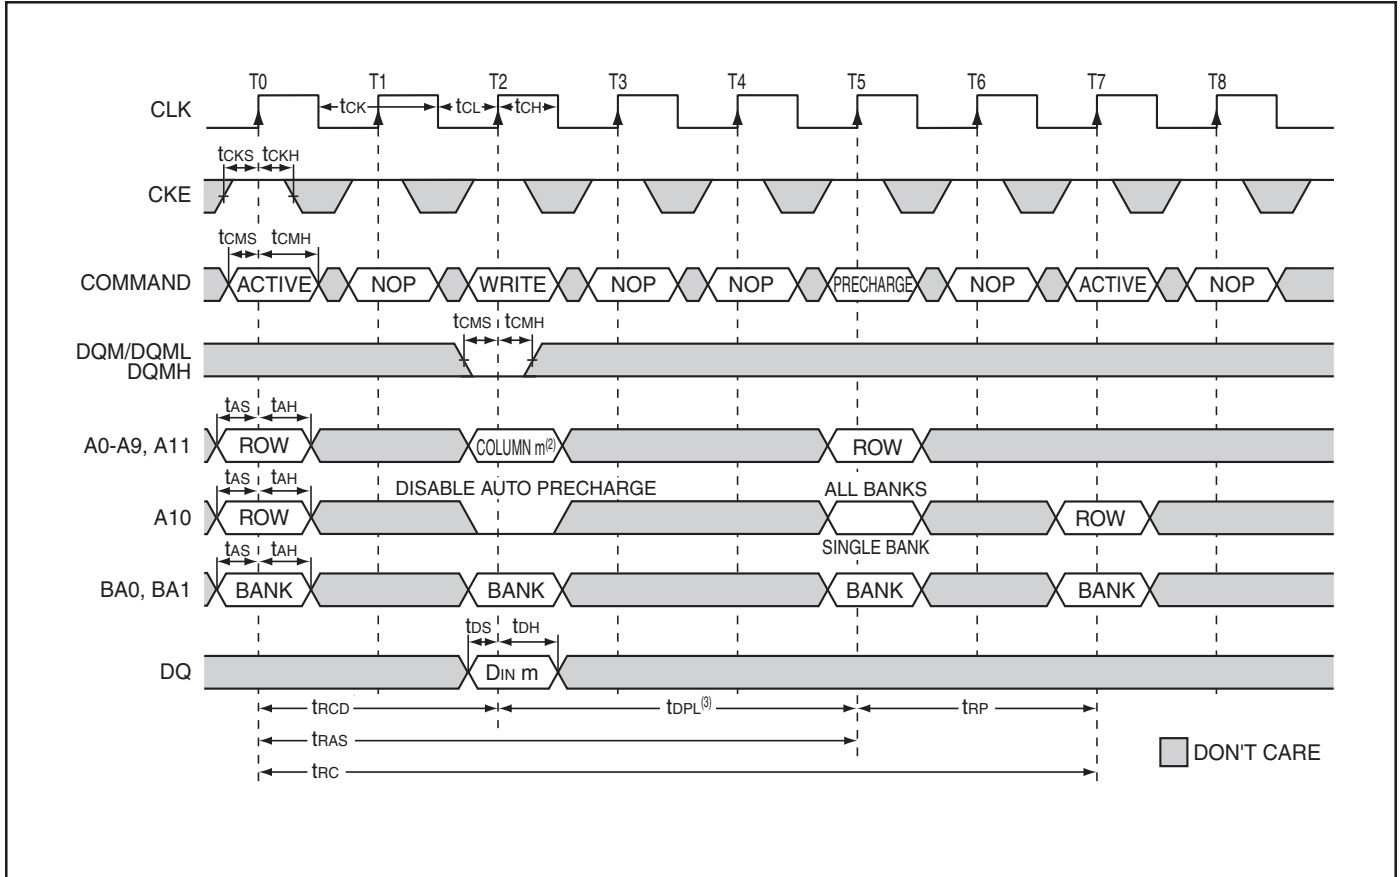 T0 T1 T2 T3 T4 T5 T6 T7 T8
CLK tCK tCL tCH
tCKS tCKH
CKE
tCMS tCMH
COMMAND ACTIVE NOP WRITE NOP NOP PRECHARGE NOP ACTIVE NOP
tCMS tCMH
DQM/DQML
DQMH
tAS tAH
A0-A9, A11 ROW COLUMN m(2) ROW
tAS tAH DISABLE AUTO PRECHARGE ALL BANKS
A10 ROW ROW
tAS tAH SINGLE BANK
BA0, BA1 BANK BANK BANK BANK
tDS tDH
DQ DIN m
tRCD tDPL(3) tRP
tRAS
DON'T CARE
tRC